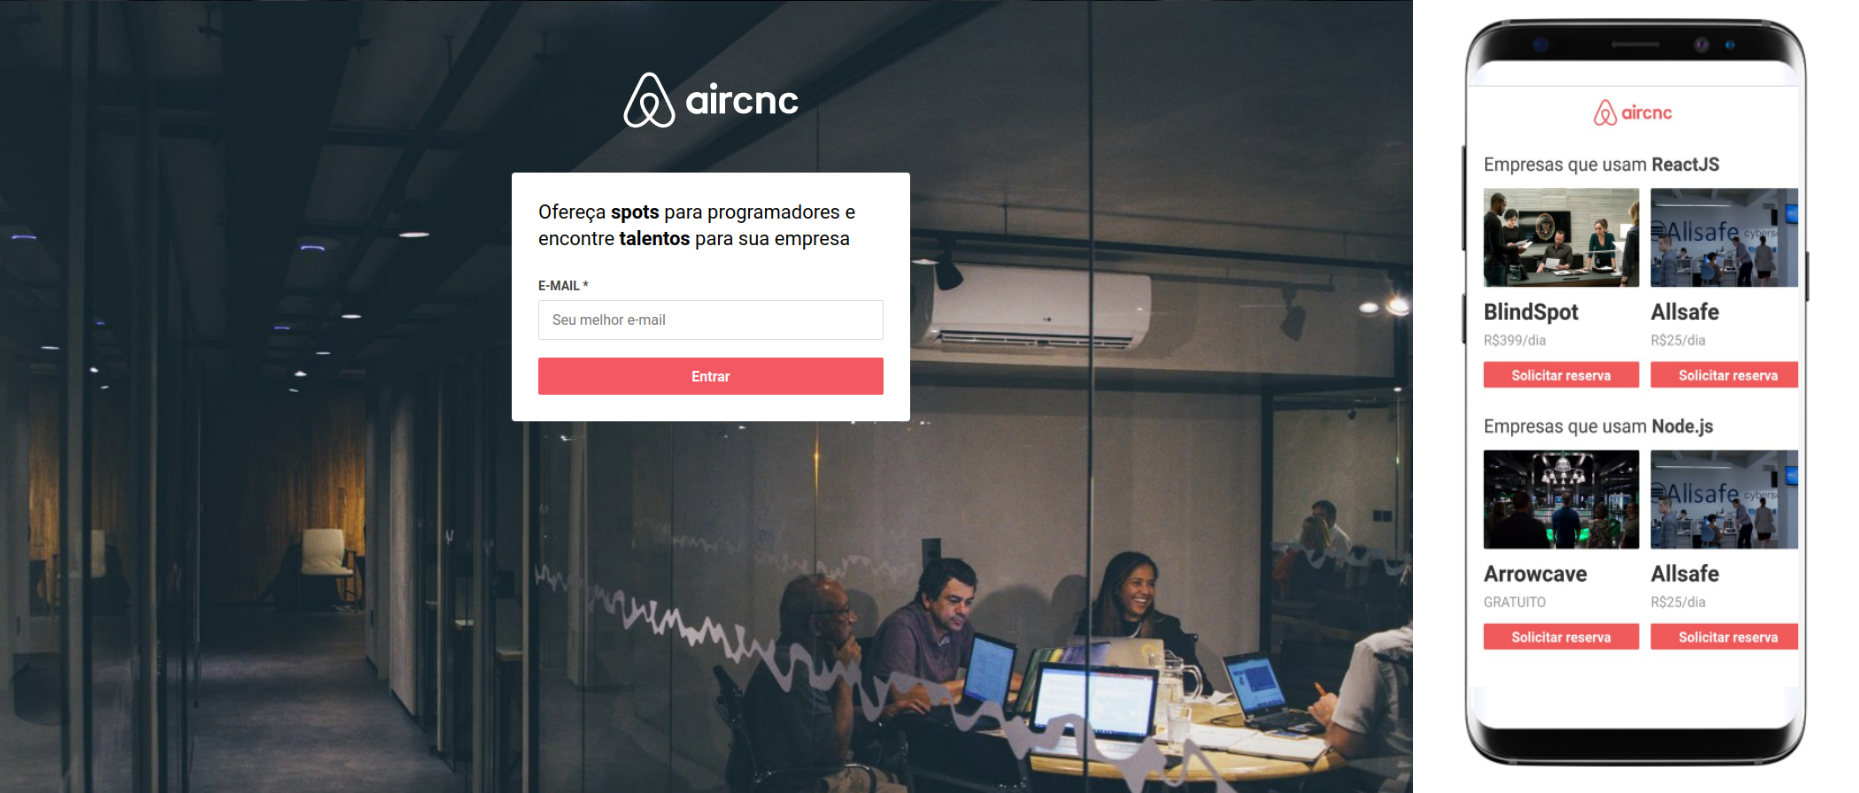 aircnc
Ofereça spots para programadores e
encontre talentos para sua empresa
E-MAIL *
Seu melhor e-mail
Entrar
aircnc
Empresas que usam ReactJS
Allsafe
BlindSpot
Allsafe
R$399/dia
R$25/dia
Solicitar reserva
Solicitar reserva
Empresas que usam Node.js
Allsafe
Arrowcave
Allsafe
GRATUITO
R$25/dia
Solicitar reserva
Solicitar reserva